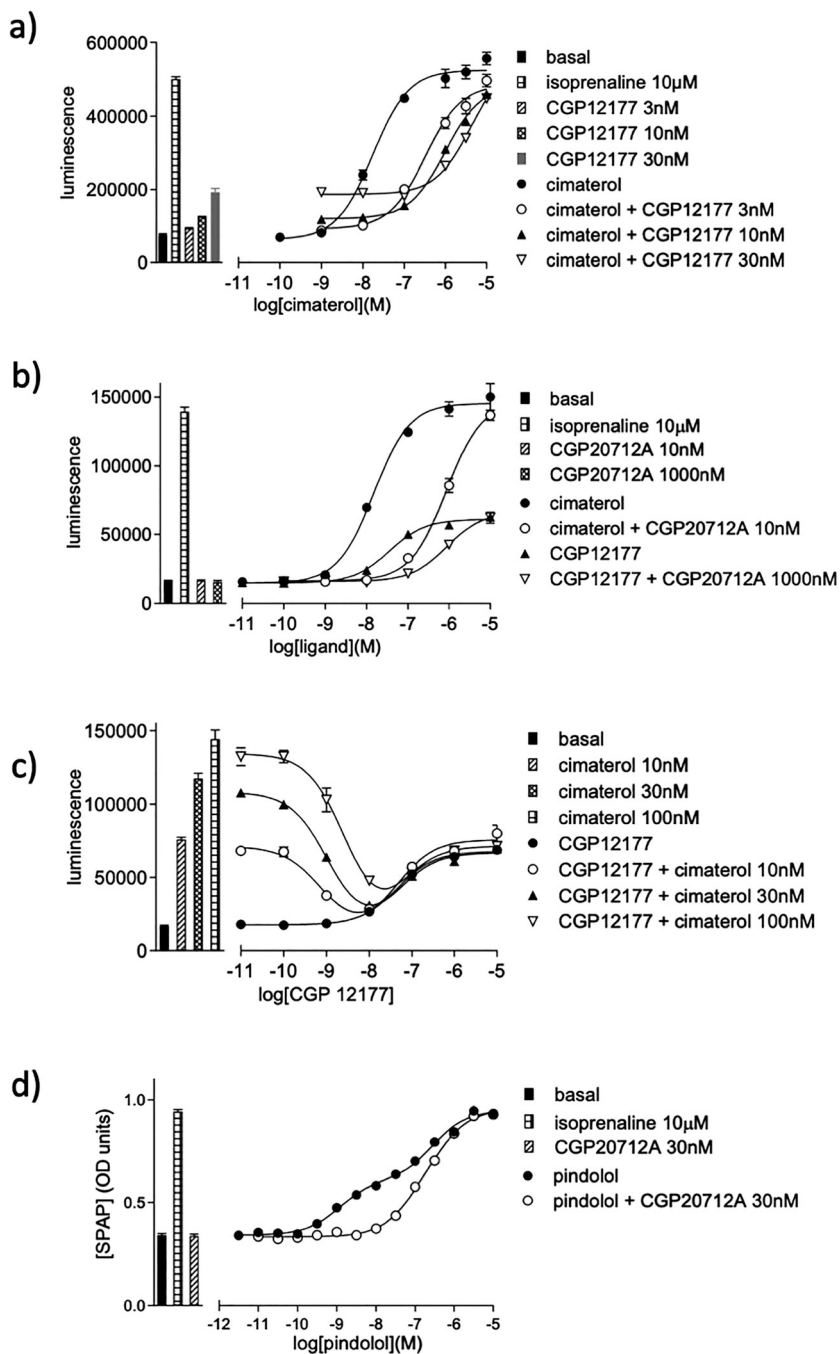 a)
600000
400000
200000
0
luminescence
-11 -10 -9 -8 -7 -6 -5
log[cimaterol](M)
basal
isoprenaline 10µM
CGP12177 3nM
CGP12177 10nM
CGP12177 30nM
cimaterol
cimaterol + CGP12177 3nM
cimaterol + CGP12177 10nM
cimaterol + CGP12177 30nM
b)
150000
100000
50000
0
luminescence
-11 -10 -9 -8 -7 -6 -5
log[ligand](M)
basal
isoprenaline 10µM
CGP20712A 10nM
CGP20712A 1000nM
cimaterol
cimaterol + CGP20712A 10nM
CGP12177
CGP12177 + CGP20712A 1000nM
c)
150000
100000
50000
0
luminescence
-11 -10 -9 -8 -7 -6 -5
log[CGP 12177]
basal
cimaterol 10nM
cimaterol 30nM
cimaterol 100nM
CGP12177
CGP12177 + cimaterol 10nM
CGP12177 + cimaterol 30nM
CGP12177 + cimaterol 100nM
d)
1.0
0.5
0.0
[SPAP] (OD units)
-12 -11 -10 -9 -8 -7 -6 -5
log[pindolol](M)
basal
isoprenaline 10µM
CGP20712A 30nM
pindolol
pindolol + CGP20712A 30nM